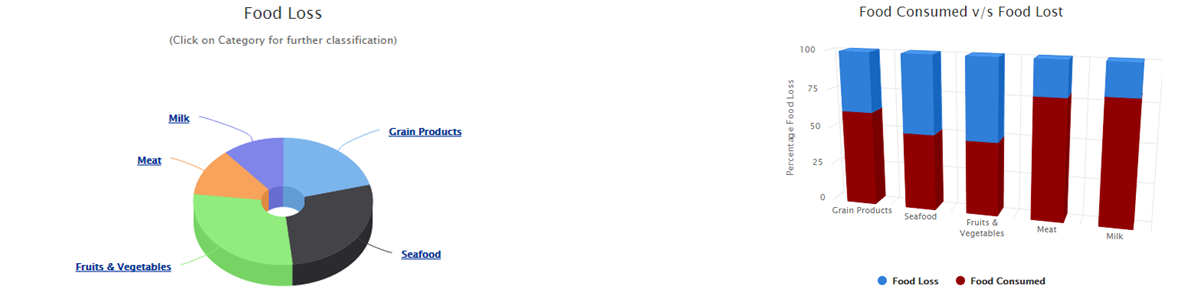 Food Loss
(Click on Category for further classification)
Milk
Grain Products
Meat
Seafood
Fruits & Vegetables
Food Consumed v/s Food Lost
Percentage Food Loss
100
75
50
25
0
Grain Products
Seafood
Fruits &
Vegetables
Meat
Milk
Food Loss
Food Consumed